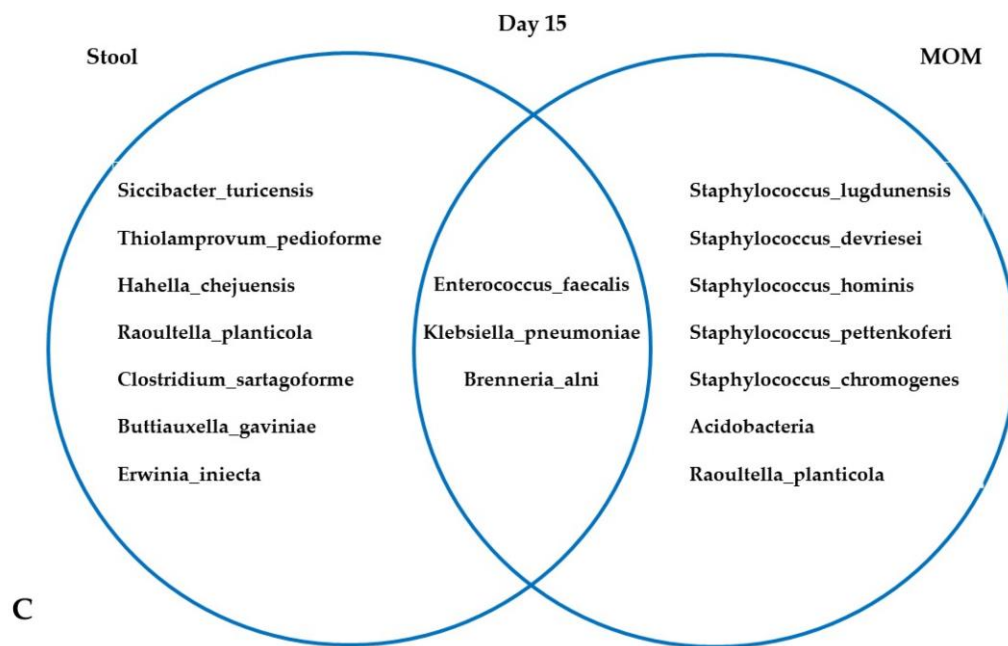 Day 15
Stool
MOM
Siccibacter_turicensis
Thiolamprovum_pedioforme
Hahella_chejuensis
Raoultella_planticola
Clostridium_sartagoforme
Buttiauxella_gaviniae
Erwinia_iniecta
Enterococcus_faecalis
Klebsiella_pneumoniae
Brenneria_alni
Staphylococcus_lugdunensis
Staphylococcus_devriesei
Staphylococcus_hominis
Staphylococcus_pettenkoferi
Staphylococcus_chromogenes
Acidobacteria
Raoultella_planticola
C